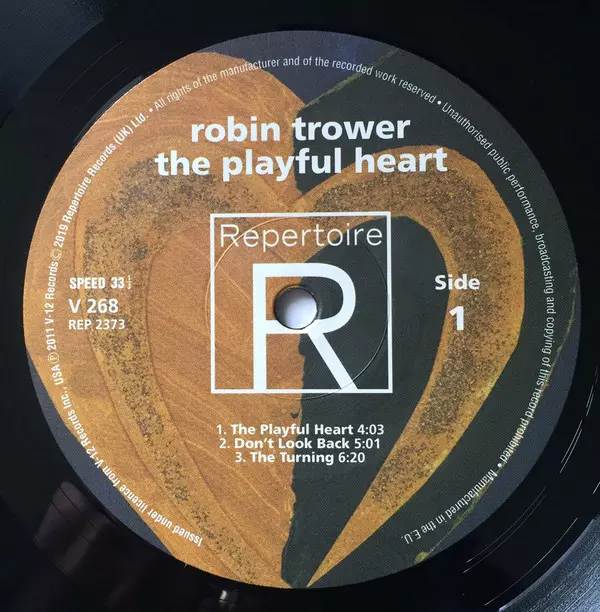 robin trower
the playful heart
Repertoire
R
SPEED 33 1/3
V 268
REP 2373
Side
1
1. The Playful Heart 4:03
2. Don't Look Back 5:01
3. The Turning 6:20
Issued under licence from V-12 Records Inc., USA ℗ 2011 V-12 Records © 2019 Repertoire Records (UK) Ltd. • All rights of the manufacturer and of the recorded work reserved • Unauthorised public performance, broadcasting and copying of this record prohibited • Manufactured in the E.U.